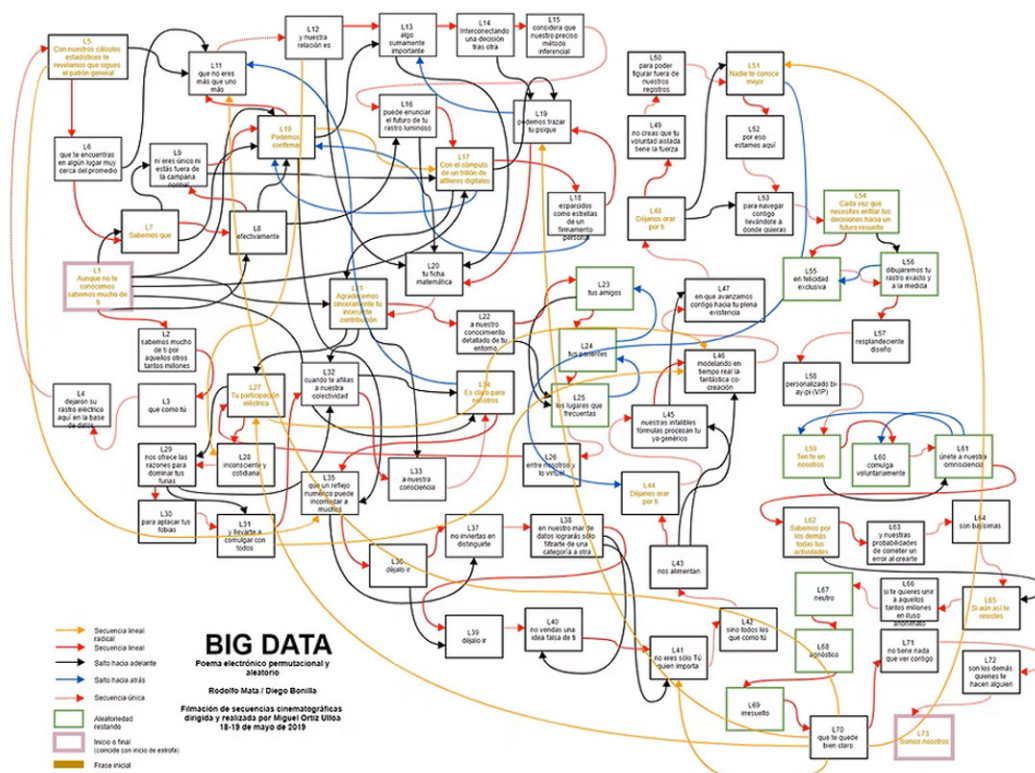 L5
Con nuestros cálculos
estadísticos te
revelamos que sigues
el patrón general
L11
que no eres
más que uno
más
L12
y nuestra
relación es
L13
algo
sumamente
importante
L14
Interconectando
una decisión
tras otra
L15
considera que
nuestro preciso
método
inferencial
L50
para poder
figurar fuera de
nuestros
registros
L51
Nadie te conoce
mejor
L6
que te encuentras
en algún lugar muy
cerca del promedio
L9
ni eres único ni
estás fuera de
la campana
normal
L10
Podemos
confirmar
L16
puede enunciar
el futuro de tu
rastro luminoso
L17
Con el cómputo
de un trillón de
alfileres digitales
L19
podemos trazar
tu psique
L49
no creas que tu
voluntad aislada
tiene la fuerza
L52
por eso
estamos aquí
L7
Sabemos que
L8
efectivamente
L18
esparcidos
como estrellas
de un
firmamento
personal
L48
Déjanos orar
por ti
L53
para navegar
contigo
llevándote a
donde quieras
L54
Cada vez que
necesites enfilar tus
decisiones hacia un
futuro resuelto
L1
Aunque no te
conocemos
sabemos mucho de
ti
L20
tu ficha
matemática
L21
Agradecemos
sinceramente tu
incesante
contribución
L23
tus amigos
L47
en que avanzamos
contigo hacia tu plena
existencia
L55
en felicidad
exclusiva
L56
dibujaremos tu
rastro exacto y a
la medida
L2
sabemos mucho
de ti por
aquellos otros
tantos millones
L22
a nuestro
conocimiento
detallado de tu
entorno
L24
tus parientes
L46
modelando en
tiempo real la
fantástica co-
creación
L57
resplandeciente
diseño
L4
dejaron su
rastro eléctrico
aquí en la base
de datos
L3
que como tú
L27
Tu participación
eléctrica
L32
cuando te afilias
a nuestra
colectividad
L34
Es claro para
nosotros
L25
los lugares que
frecuentas
L45
nuestras infalibles
fórmulas procesan tu
yo genérico
L58
personalizado bi-
ay-pi (VIP)
L29
nos ofrece las
razones para
dominar tus
furias
L28
inconsciente y
cotidiana
L35
que un reflejo
numérico puede
incomodar a
muchos
L33
a nuestra
consciencia
L26
entre nosotros y
tu virtual
L44
Déjanos orar
por ti
L59
Ten fe en
nosotros
L60
comulga
voluntariamente
L61
únete a nuestra
omnisciencia
L30
para aplacar tus
fobias
L31
y llevarte a
comulgar con
todos
L37
no inviertas en
distinguirte
L38
en nuestro mar de
datos lograrás sólo
filtrarte de una
categoría a otra
L62
Sabemos por
los demás
todas tus
actividades
L63
y nuestras
probabilidades
de cometer un
error al crearte
L64
son bajísimas
L36
déjalo ir
L43
nos alimentan
L67
neutro
L66
si te quieres unir
a aquellos
tantos millones
en iluso
anonimato
L65
Si aún así te
resistes
L39
déjalo ir
L40
no vendas una
idea falsa de ti
L41
no eres sólo Tú
quien importa
L42
sino todos los
que como tú
L68
agnóstico
L71
no tiene nada
que ver contigo
L72
son los demás
quienes te
hacen alguien
L69
irresuelto
L70
que te quede
bien claro
L73
Somos nosotros
Secuencia lineal
radical
Secuencia lineal
Salto hacia adelante
Salto hacia atrás
Secuencia única
Aleatoriedad
restando
Inicio o final
(coincide con inicio de estrofa)
Frase inicial
BIG DATA
Poema electrónico permutacional y
aleatório
Rodolfo Mata / Diego Bonilla
Filmación de secuencias cinematográficas
dirigida y realizada por Miguel Ortiz Ulloa
18-19 de mayo de 2019